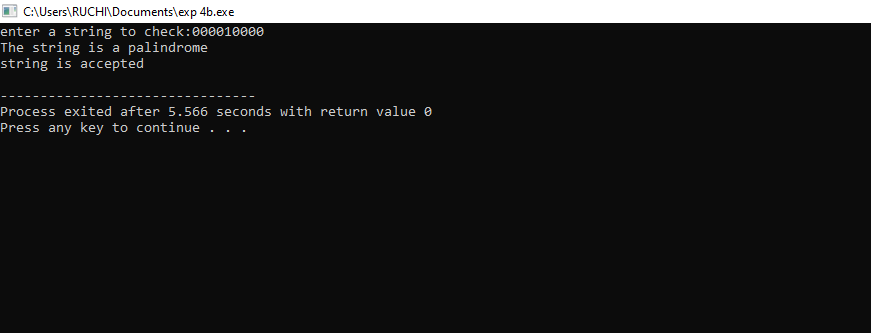 C:\Users\RUCHI\Documents\exp 4b.exe
enter a string to check:000010000
The string is a palindrome
string is accepted
--------------------------------
Process exited after 5.566 seconds with return value 0
Press any key to continue . . .